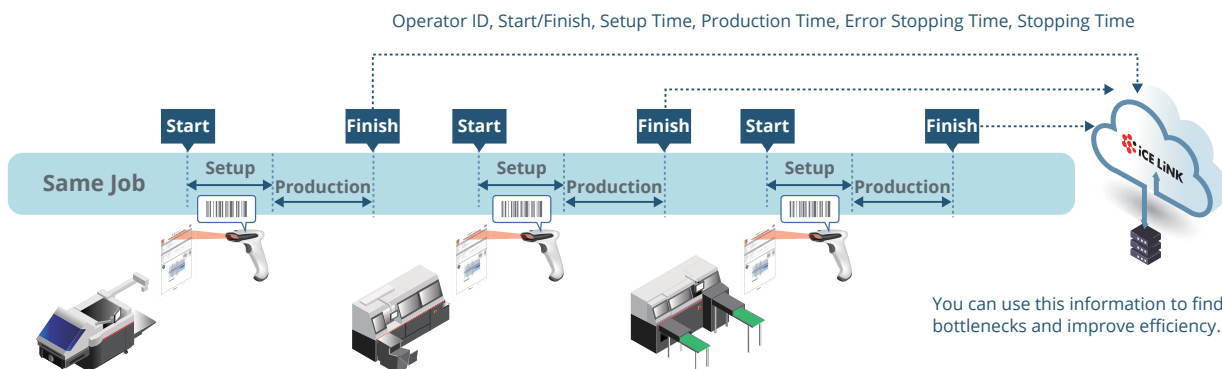 Operator ID, Start/Finish, Setup Time, Production Time, Error Stopping Time, Stopping Time
Start
Finish
Start
Finish
Start
Finish
Same Job
Setup
Production
Setup
Production
Setup
Production
iCE LiNK
You can use this information to find
bottlenecks and improve efficiency.